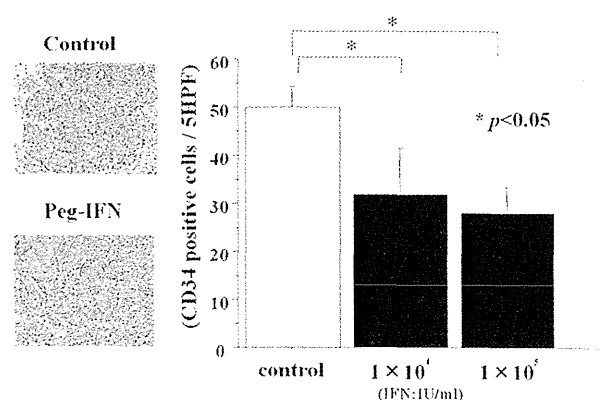 Control
Peg-IFN
(CD34 positive cells / 5HPF)
60
50
40
30
20
10
0
*
*
* p<0.05
control
1 × 10⁴
1 × 10⁵
(IFN:IU/ml)